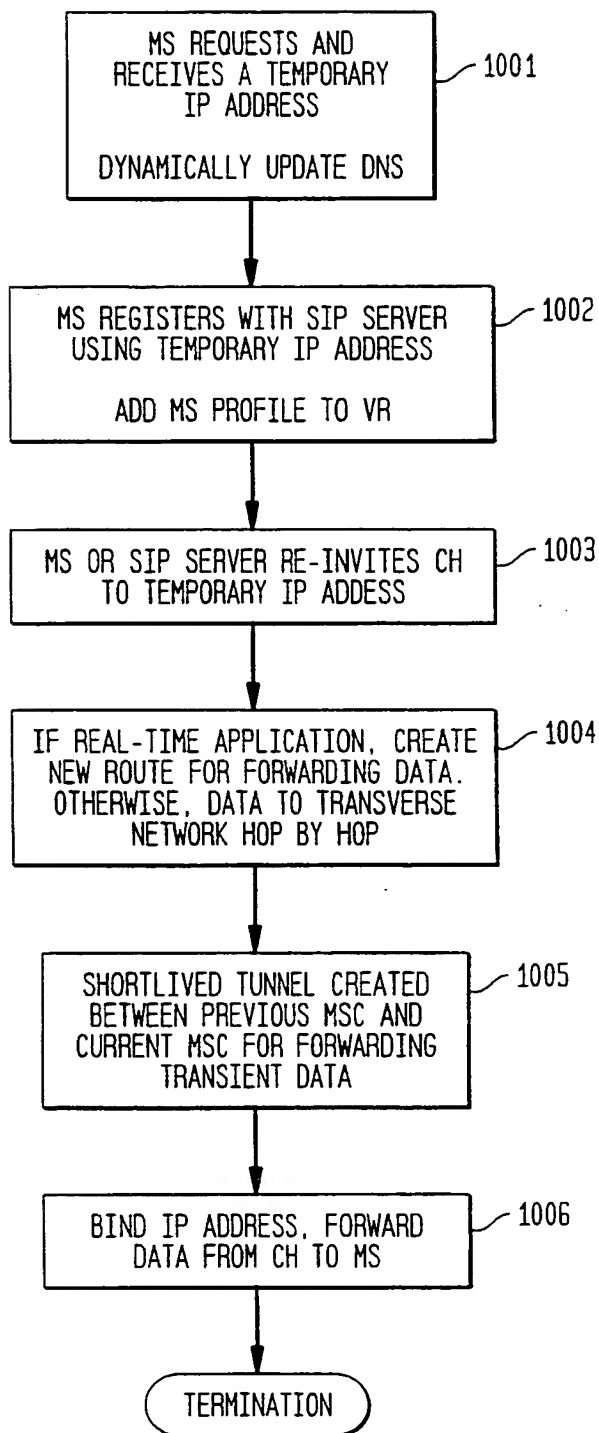 MS REQUESTS AND
RECEIVES A TEMPORARY
IP ADDRESS
DYNAMICALLY UPDATE DNS
1001
MS REGISTERS WITH SIP SERVER
USING TEMPORARY IP ADDRESS
ADD MS PROFILE TO VR
1002
MS OR SIP SERVER RE-INVITES CH
TO TEMPORARY IP ADDESS
1003
IF REAL-TIME APPLICATION, CREATE
NEW ROUTE FOR FORWARDING DATA.
OTHERWISE, DATA TO TRANSVERSE
NETWORK HOP BY HOP
1004
SHORTLIVED TUNNEL CREATED
BETWEEN PREVIOUS MSC AND
CURRENT MSC FOR FORWARDING
TRANSIENT DATA
1005
BIND IP ADDRESS, FORWARD
DATA FROM CH TO MS
1006
TERMINATION